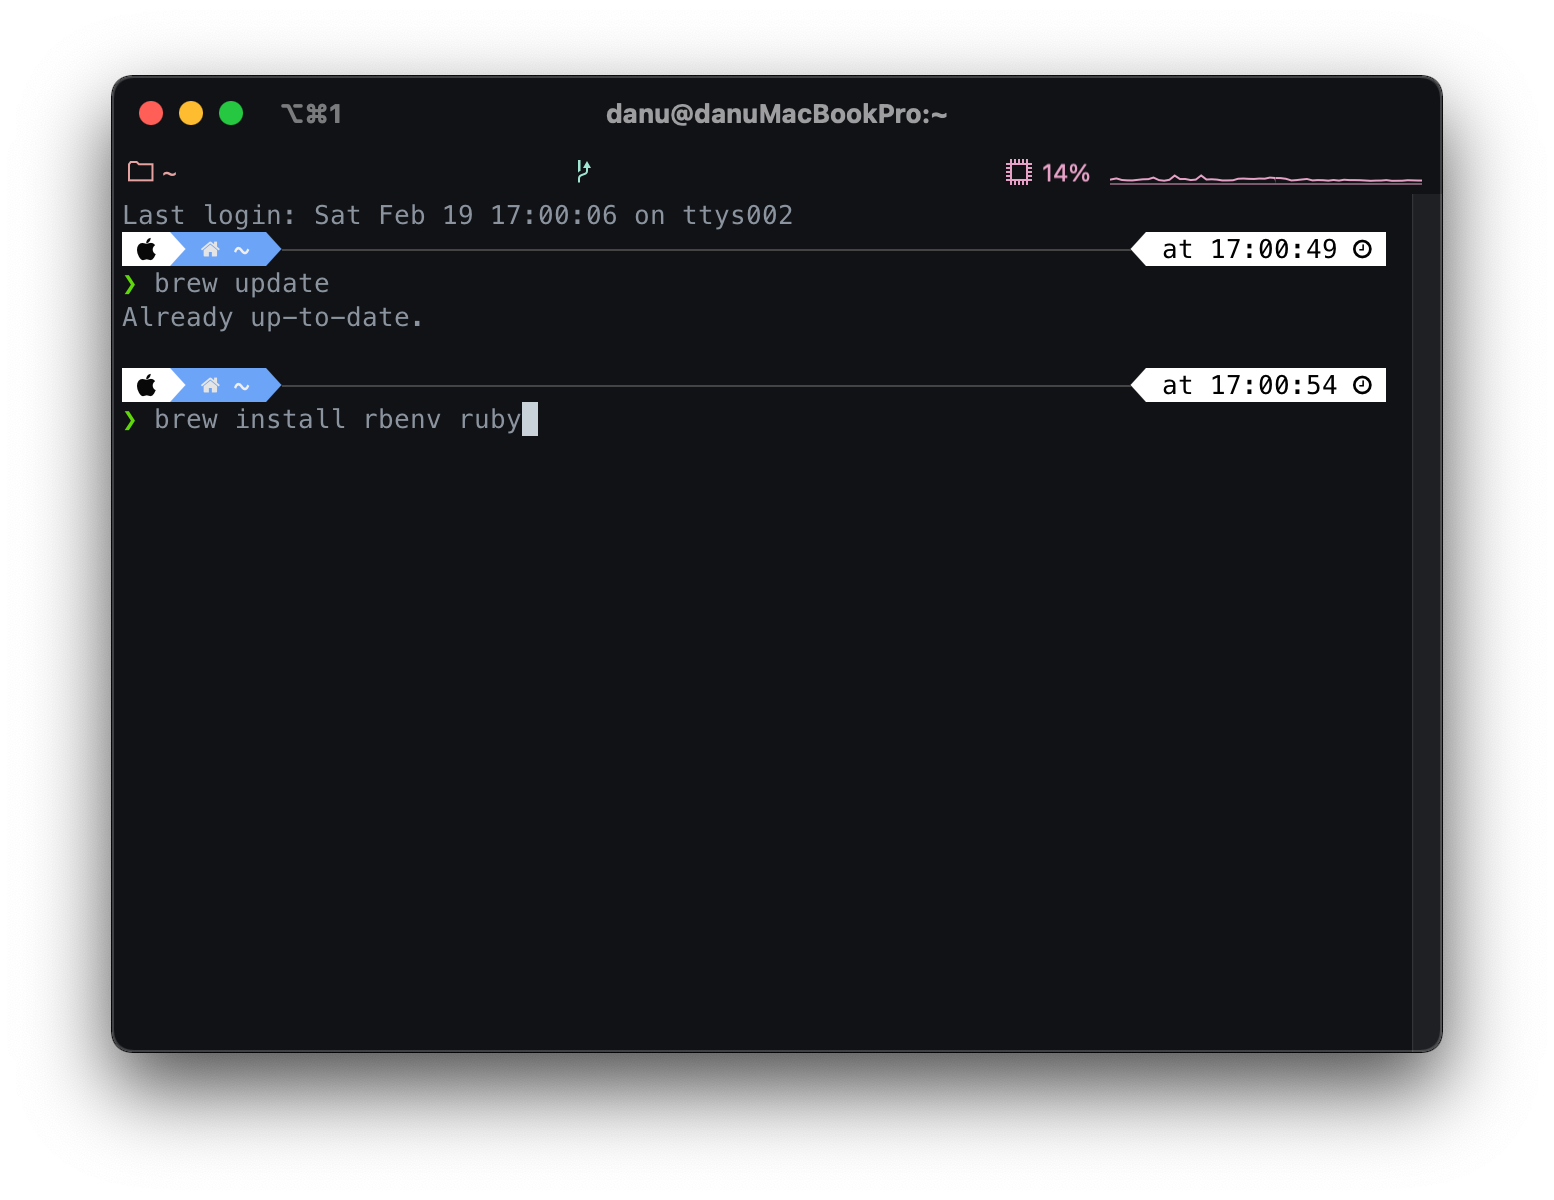 ⌥⌘1 danu@danuMacBookPro:~
~ 14%
Last login: Sat Feb 19 17:00:06 on ttys002
~ at 17:00:49
❯ brew update
Already up-to-date.
~ at 17:00:54
❯ brew install rbenv ruby